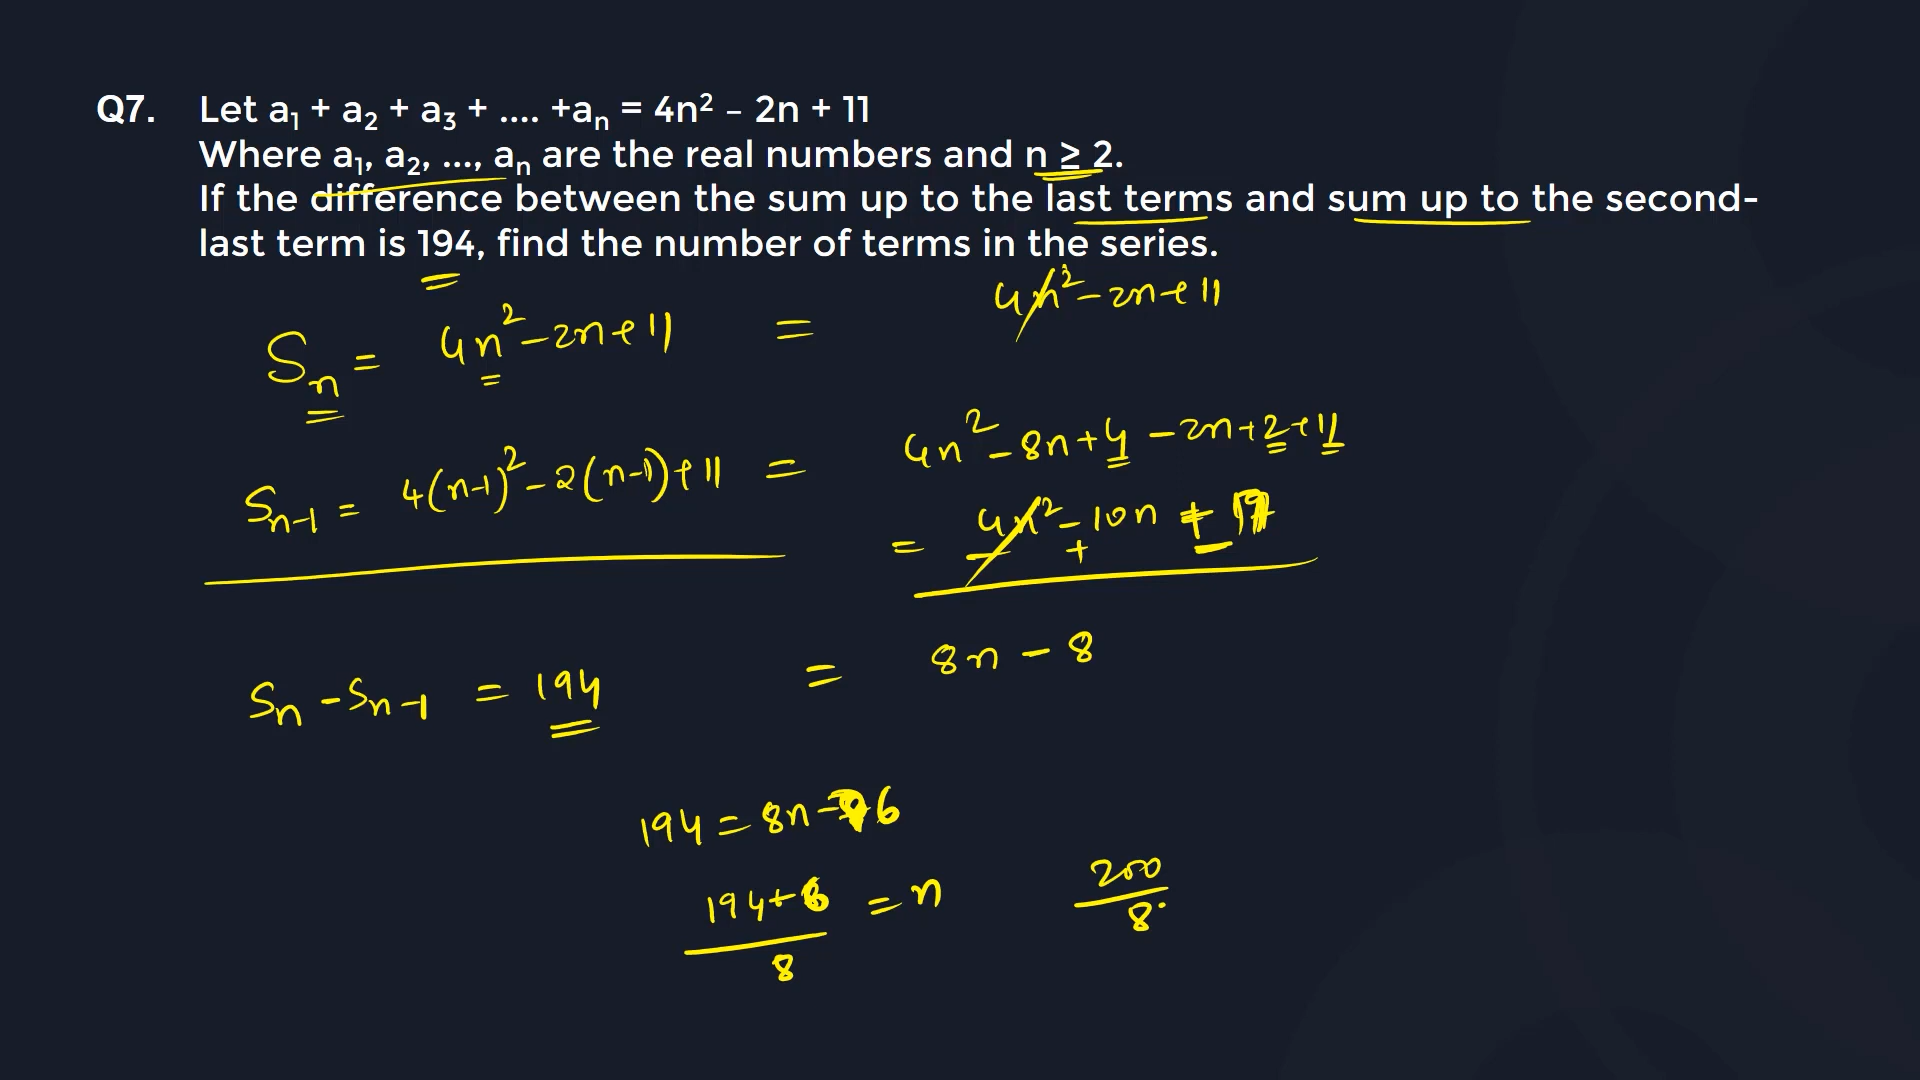 Q7. Let a₁ + a₂ + a₃ + .... +aₙ = 4n² – 2n + 11
Where a₁, a₂, ..., aₙ are the real numbers and n ≥ 2.
If the difference between the sum up to the last terms and sum up to the second-
last term is 194, find the number of terms in the series.
Sₙ = 4n² – 2n + 11 = 4n² – 2n + 11
Sₙ₋₁ = 4(n-1)² – 2(n-1) + 11 = 4n² – 8n + 4 – 2n + 2 + 11
= 4n² – 10n + 17
– + –
Sₙ – Sₙ₋₁ = 194 = 8n – 8
194 = 8n – 6
194 + 6 = n 200
8 8